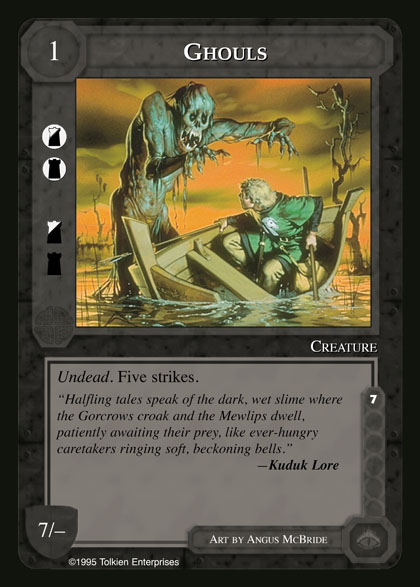 1
GHOULS
CREATURE
Undead. Five strikes.
“Halfling tales speak of the dark, wet slime where
the Gorcrows croak and the Mewlips dwell,
patiently awaiting their prey, like ever-hungry
caretakers ringing soft, beckoning bells.”
—Kuduk Lore
7
7/–
ART BY ANGUS MCBRIDE
©1995 Tolkien Enterprises